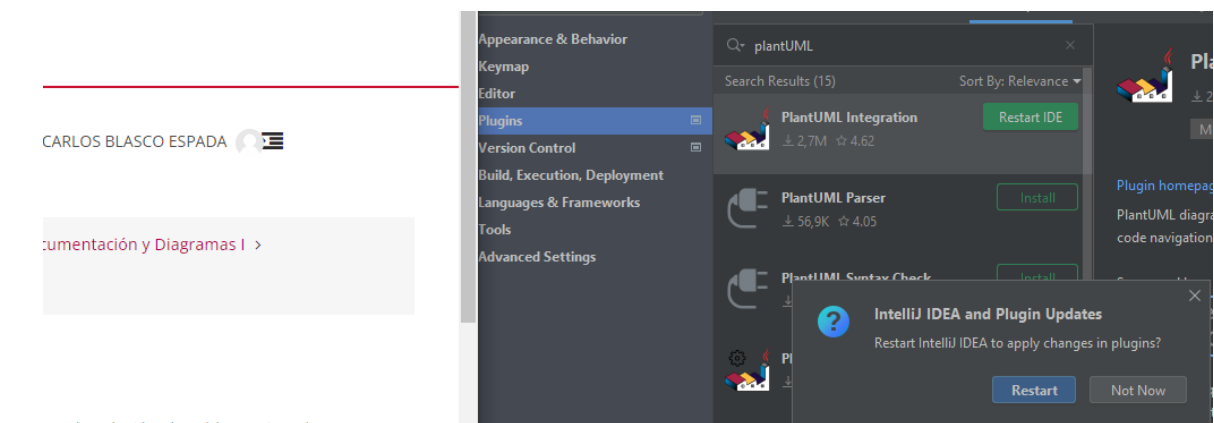 CARLOS BLASCO ESPADA
cumentación y Diagramas I >
Appearance & Behavior
Keymap
Editor
Plugins
Version Control
Build, Execution, Deployment
Languages & Frameworks
Tools
Advanced Settings
plantUML
Search Results (15)
Sort By: Relevance
PlantUML Integration
Restart IDE
2,7M 4.62
PlantUML Parser
Install
56,9K 4.05
PlantUML Syntax Check
Install
Pl
Plugin homepag
PlantUML diagra
code navigation
IntelliJ IDEA and Plugin Updates
Restart IntelliJ IDEA to apply changes in plugins?
Restart
Not Now